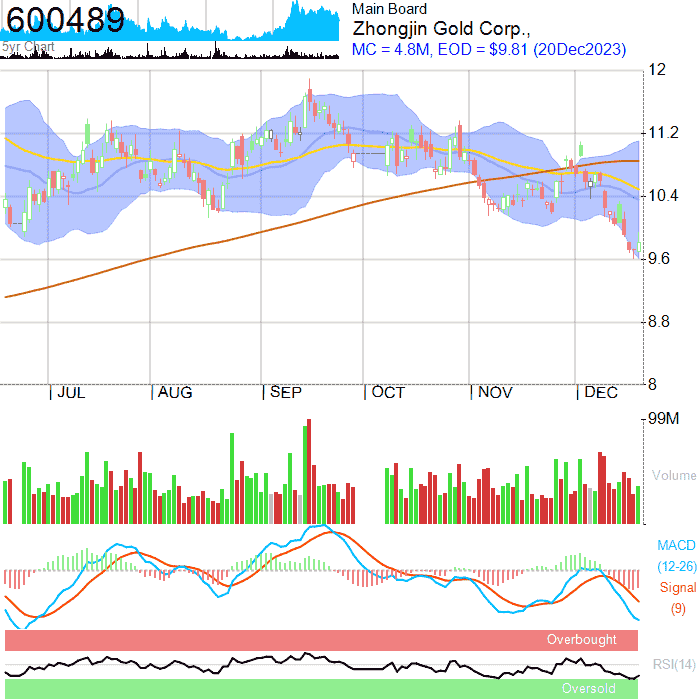 600489
5yr Chart
Main Board
Zhongjin Gold Corp.,
MC = 4.8M, EOD = $9.81 (20Dec2023)
12
11.2
10.4
9.6
8.8
8
JUL
AUG
SEP
OCT
NOV
DEC
99M
Volume
MACD
(12-26)
Signal
(9)
Overbought
RSI(14)
Oversold